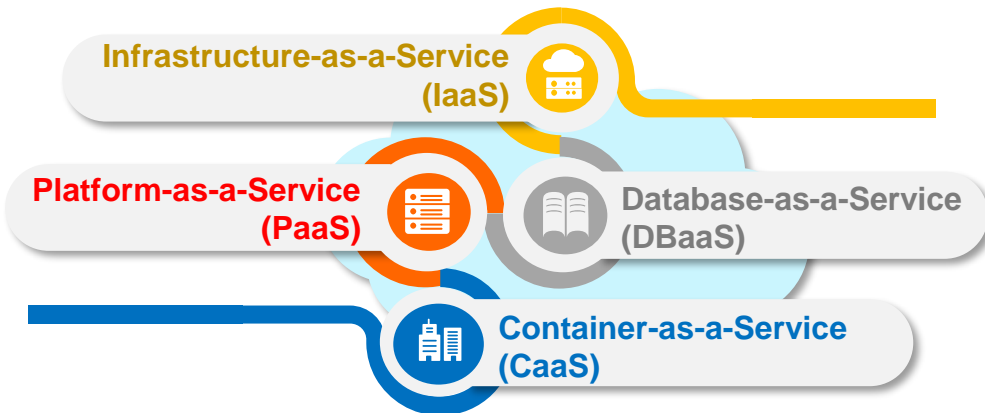 Infrastructure-as-a-Service
(IaaS)
Platform-as-a-Service
(PaaS)
Database-as-a-Service
(DBaaS)
Container-as-a-Service
(CaaS)